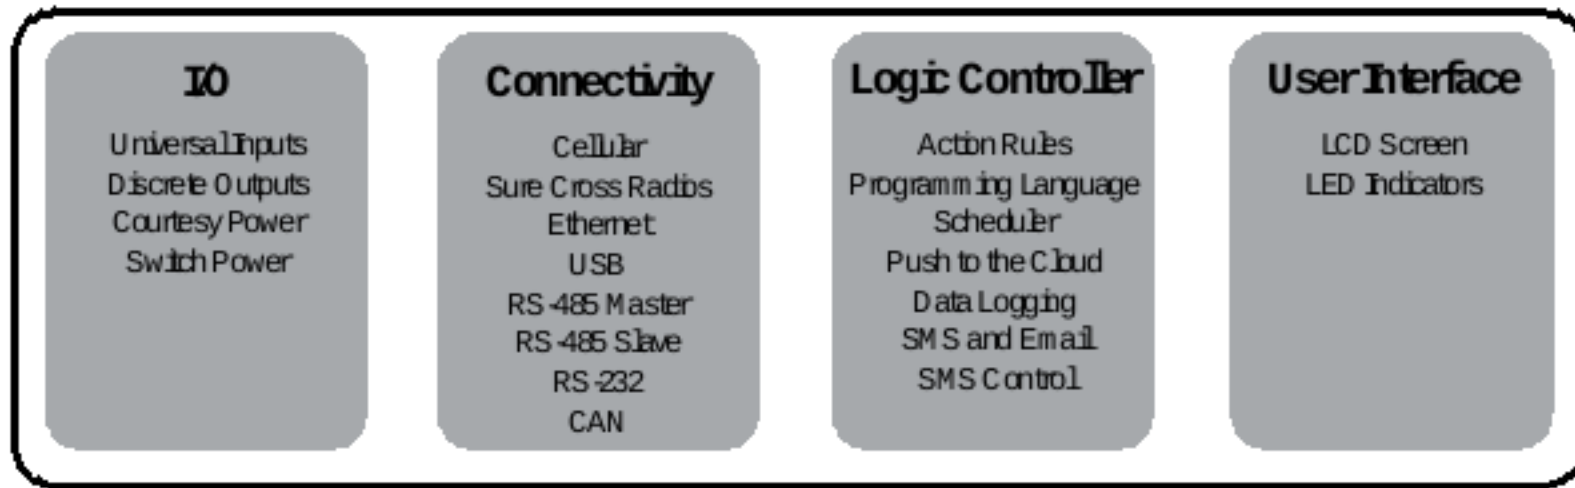 I/O
Universal Inputs
Discrete Outputs
Courtesy Power
Switch Power
Connectivity
Cellular
Sure Cross Radios
Ethernet
USB
RS-485 Master
RS-485 Slave
RS-232
CAN
Logic Controller
Action Rules
Programming Language
Scheduler
Push to the Cloud
Data Logging
SMS and Email
SMS Control
User Interface
LCD Screen
LED Indicators